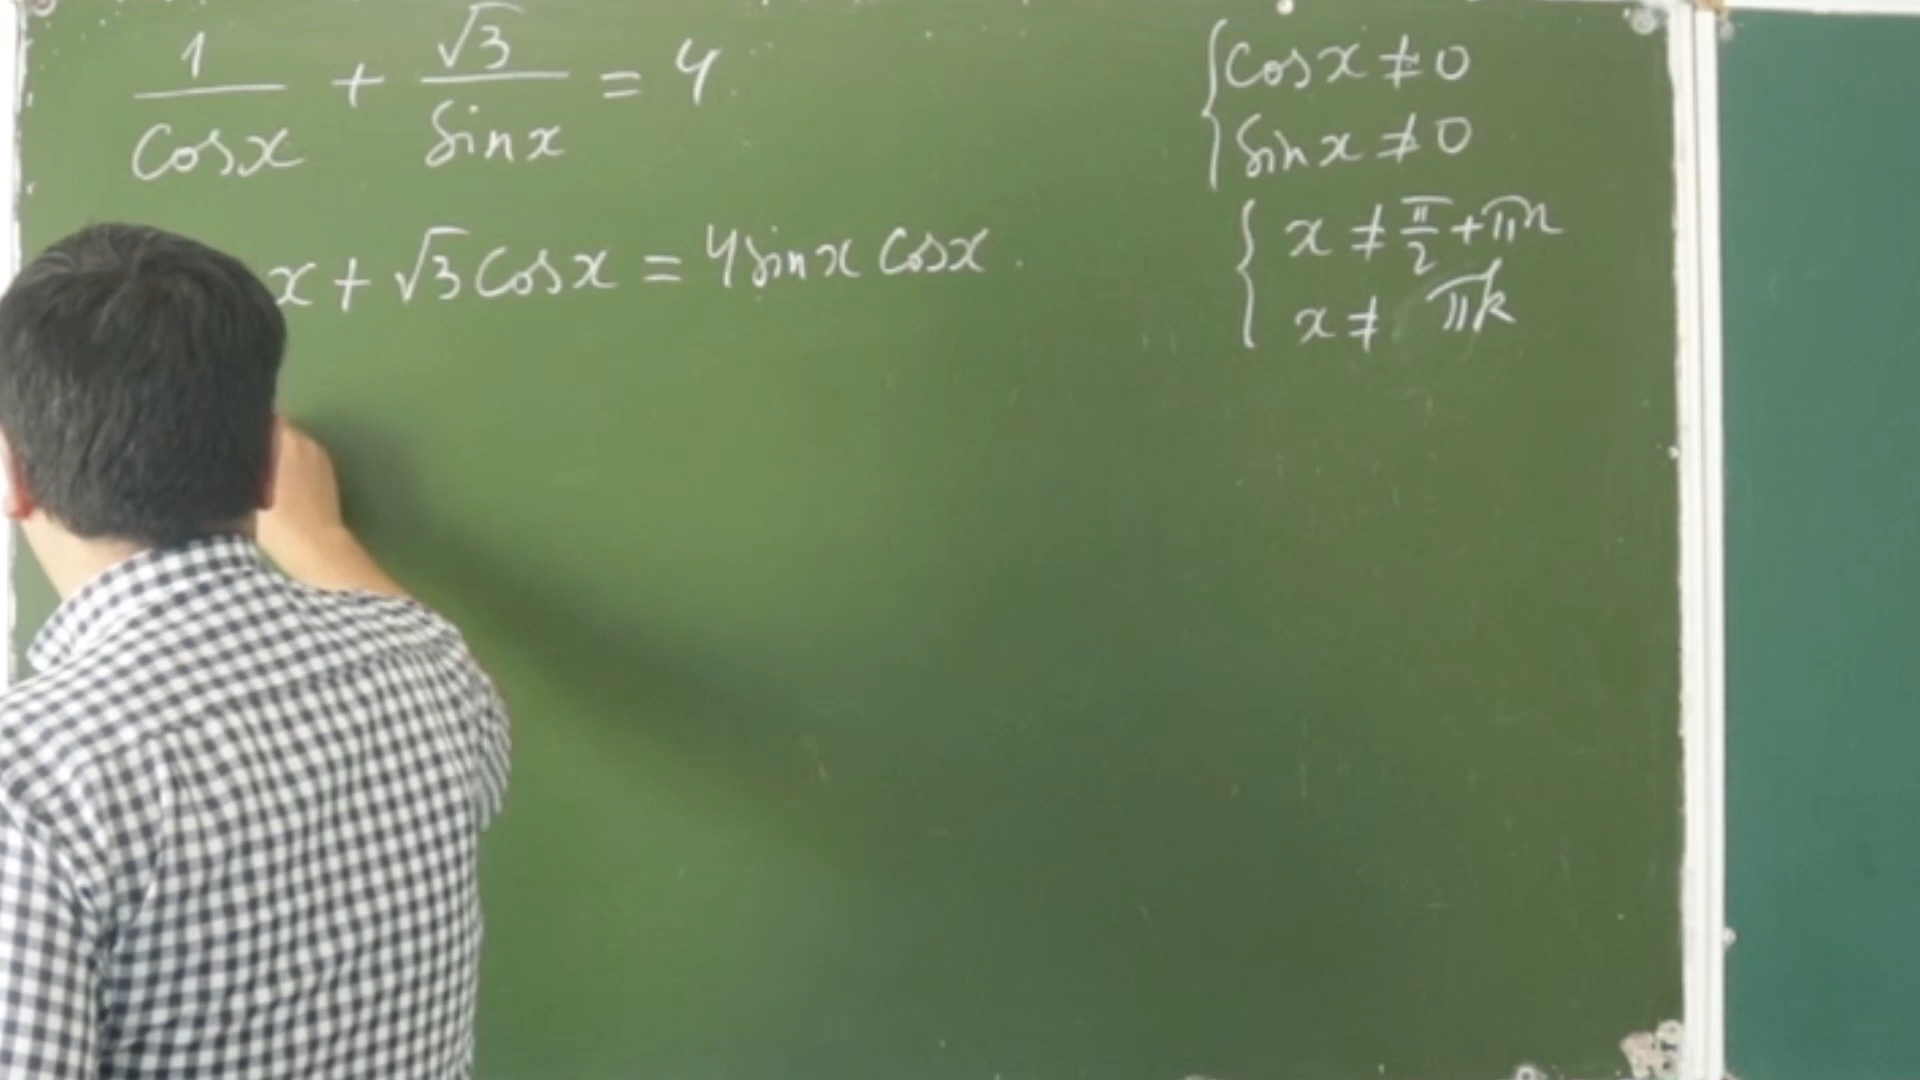 1/cosx + √3/sinx = 4
x + √3 cosx = 4 sinx cosx
{ cosx ≠ 0
sinx ≠ 0
{ x ≠ π/2 + πn
x ≠ πk